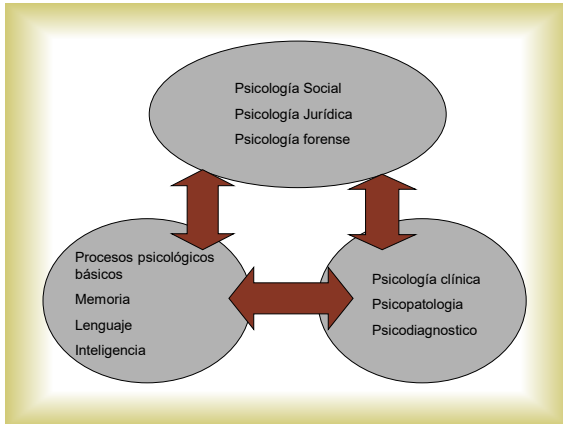 Psicología Social
Psicología Jurídica
Psicología forense
Procesos psicológicos
básicos
Memoria
Lenguaje
Inteligencia
Psicología clínica
Psicopatologia
Psicodiagnostico